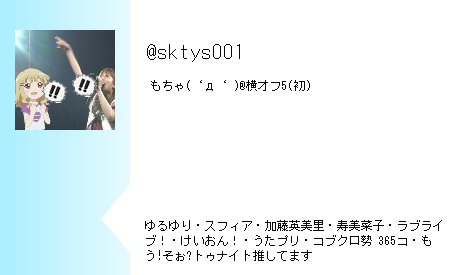 @sktys001
もちゃ(　‘д‘　)@横オフ5(初)
!!
!!
ゆるゆり・スフィア・加藤英美里・寿美菜子・ラブライ
ブ！・けいおん！・うたプリ・コブクロ勢 365コ・も
う!そぉ?トゥナイト推してます